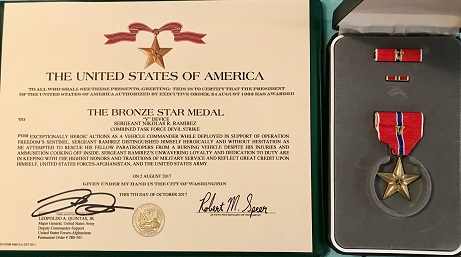 THE UNITED STATES OF AMERICA
TO ALL WHO SHALL SEE THESE PRESENTS, GREETING: THIS IS TO CERTIFY THAT THE PRESIDENT
OF THE UNITED STATES OF AMERICA AUTHORIZED BY EXECUTIVE ORDER, 24 AUGUST 1962 HAS AWARDED
THE BRONZE STAR MEDAL
"V" DEVICE
TO SERGEANT NIKOLAS R. RAMIREZ
COMBINED TASK FORCE DEVIL STRIKE
FOR EXCEPTIONALLY HEROIC ACTIONS AS A VEHICLE COMMANDER WHILE DEPLOYED IN SUPPORT OF OPERATION
FREEDOM'S SENTINEL. SERGEANT RAMIREZ DISTINGUISHED HIMSELF HEROICALLY AND WITHOUT HESITATION AS
HE ATTEMPTED TO RESCUE HIS FELLOW PARATROOPERS FROM A BURNING VEHICLE DESPITE HIS INJURIES AND
AMMUNITION COOKING OFF INSIDE. SERGEANT RAMIREZ'S UNWAVERING LOYALTY AND DEDICATION TO DUTY ARE
IN KEEPING WITH THE HIGHEST HONORS AND TRADITIONS OF MILITARY SERVICE AND REFLECT GREAT CREDIT UPON
HIMSELF, UNITED STATES FORCES-AFGHANISTAN, AND THE UNITED STATES ARMY.
ON 2 AUGUST 2017
GIVEN UNDER MY HAND IN THE CITY OF WASHINGTON
THIS 7TH DAY OF OCTOBER 2017
LEOPOLDO A. QUINTAS, JR.
Major General, United States Army
Deputy Commander-Support
United States Forces-Afghanistan
Permanent Order # 280-101
Robert M. Speer